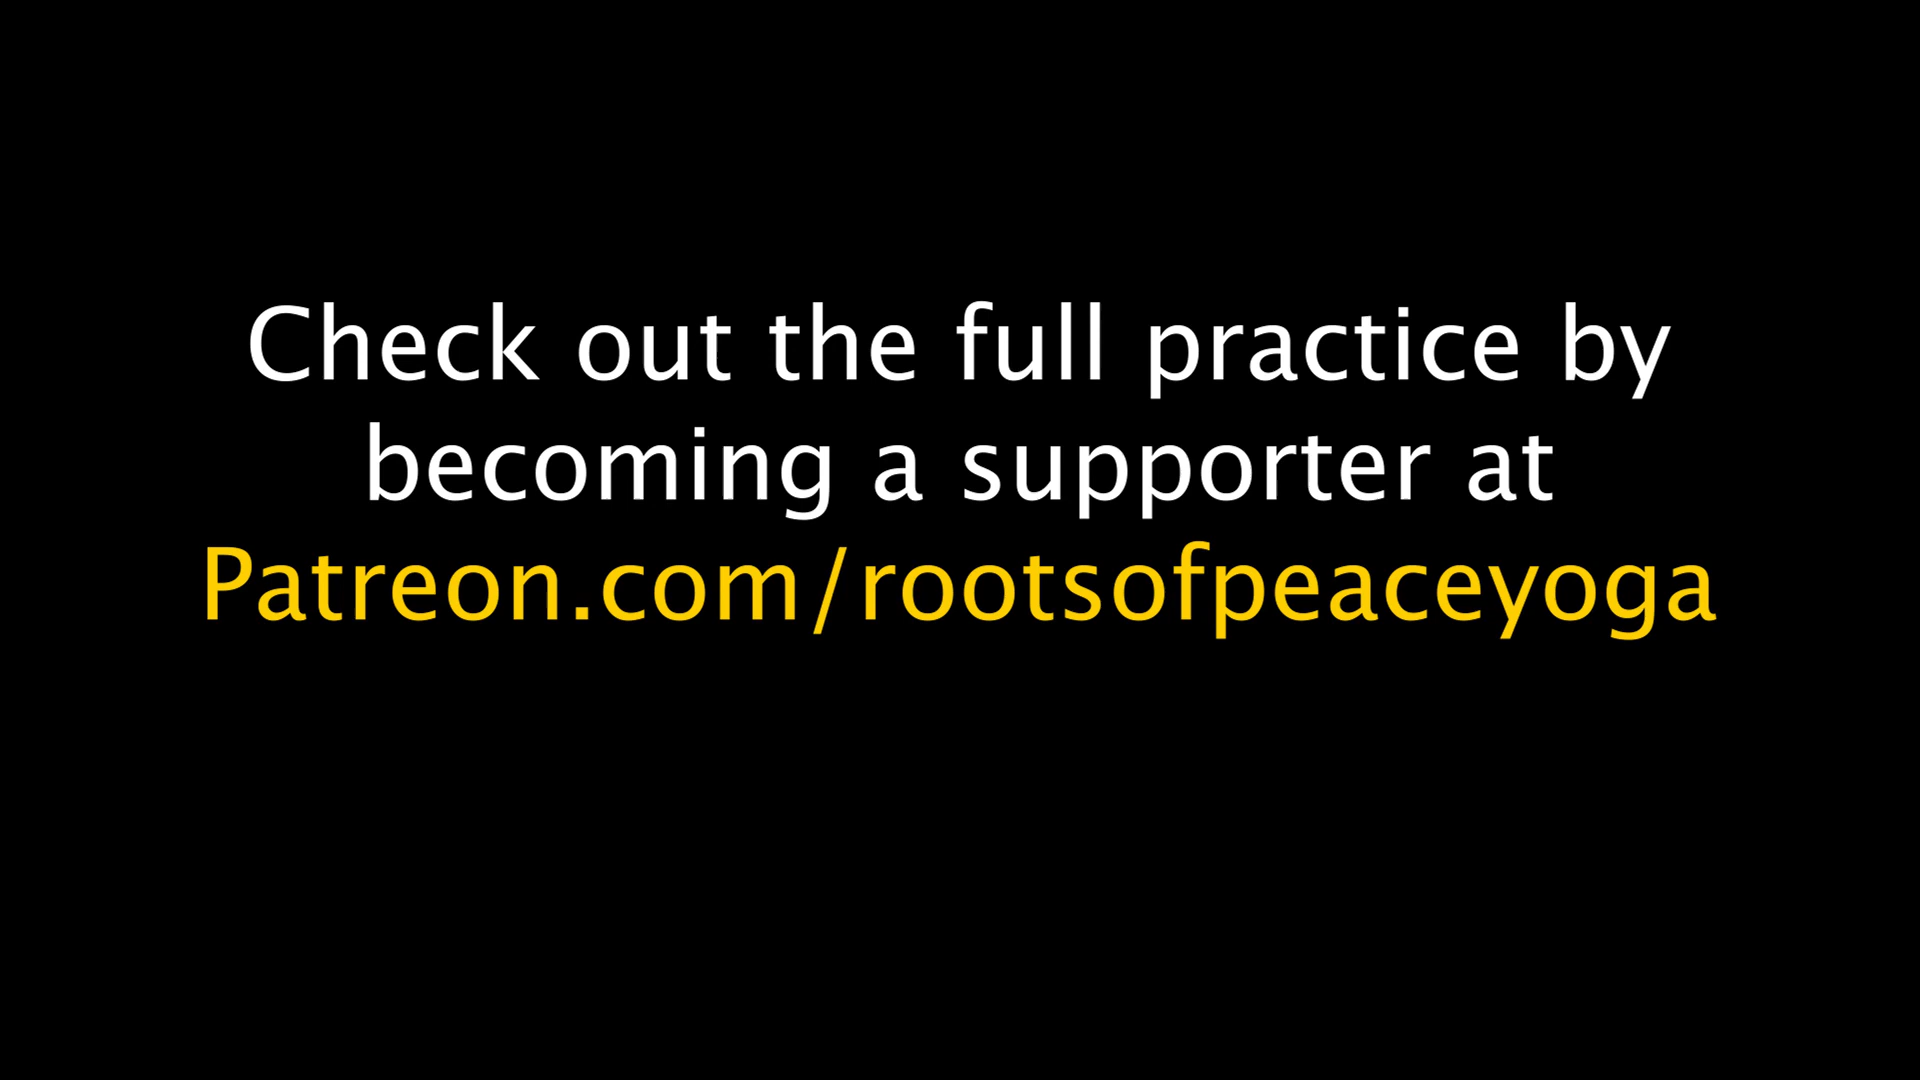 Check out the full practice by
becoming a supporter at
Patreon.com/rootsofpeaceyoga